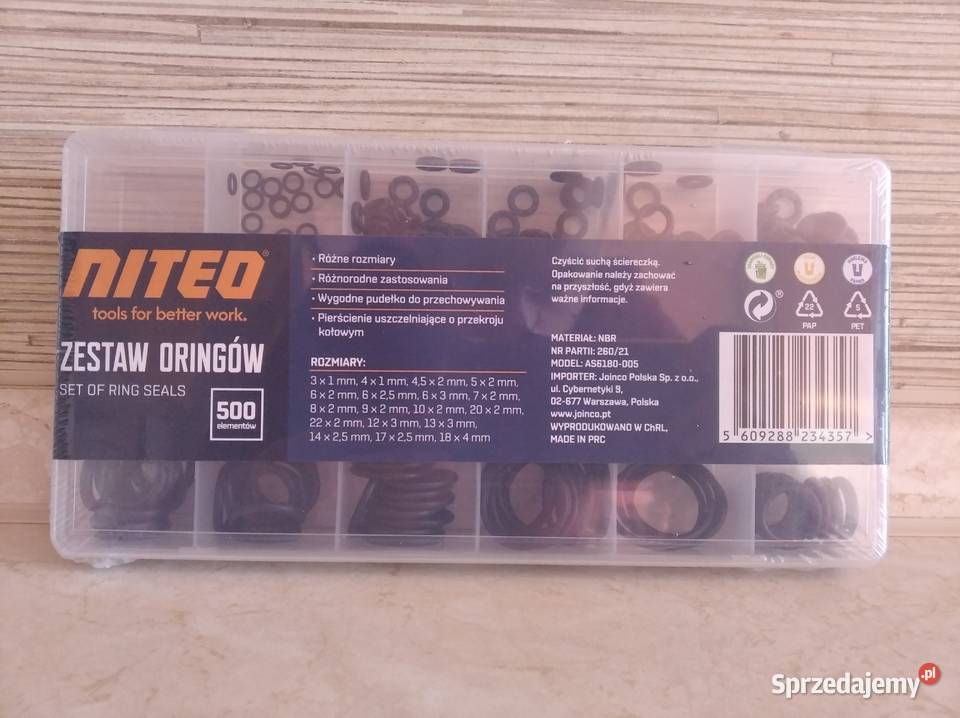 NITEO®
tools for better work.
ZESTAW ORINGÓW
SET OF RING SEALS
500
elementów
• Różne rozmiary
• Różnorodne zastosowania
• Wygodne pudełko do przechowywania
• Pierścienie uszczelniające o przekroju
kołowym
ROZMIARY:
3 x 1 mm, 4 x 1 mm, 4,5 x 2 mm, 5 x 2 mm,
6 x 2 mm, 6 x 2,5 mm, 6 x 3 mm, 7 x 2 mm,
8 x 2 mm, 9 x 2 mm, 10 x 2 mm, 20 x 2 mm,
22 x 2 mm, 12 x 3 mm, 13 x 3 mm,
14 x 2,5 mm, 17 x 2,5 mm, 18 x 4 mm
Czyścić suchą ściereczką.
Opakowanie należy zachować
na przyszłość, gdyż zawiera
ważne informacje.
MATERIAŁ: NBR
NR PARTII: 260/21
MODEL: AS6180-005
IMPORTER: Joinco Polska Sp. z o.o.,
ul. Cybernetyki 9,
02-677 Warszawa, Polska
www.joinco.pt
WYPRODUKOWANO W ChRL,
MADE IN PRC
®
22
PAP
5
PET
5 609288 234357 >
Sprzedajemy.pl